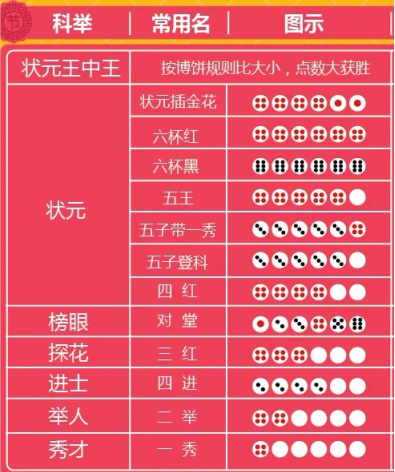 节
科举 常用名 图示
状元王中王 按博饼规则比大小，点数大获胜
状元插金花
六杯红
六杯黑
五王
状元
五子带一秀
五子登科
四红
榜眼 对堂
探花 三红
进士 四进
举人 二举
秀才 一秀